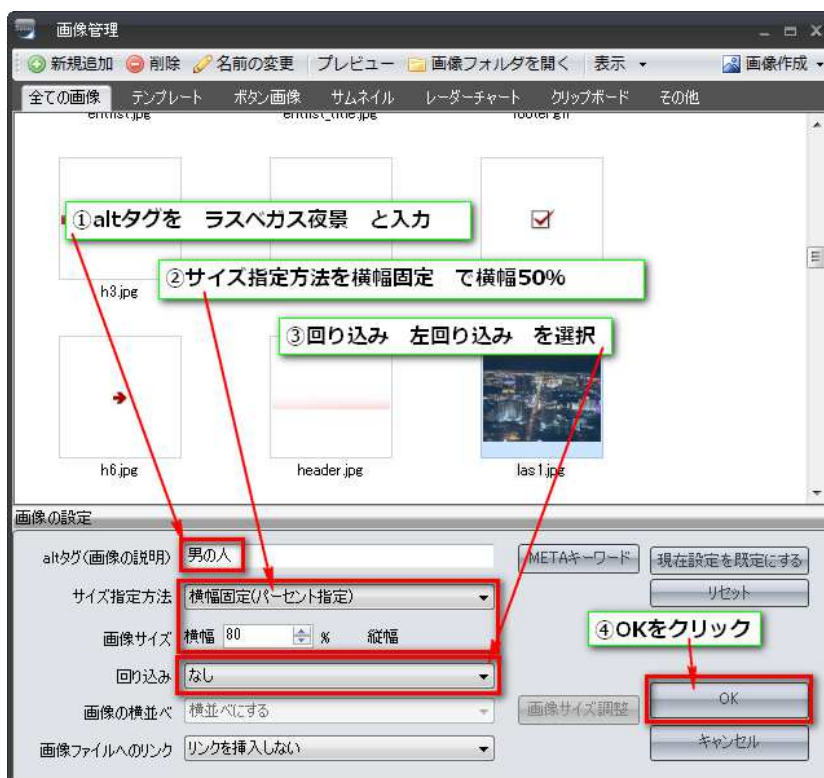 画像管理
新規追加 削除 名前の変更 プレビュー 画像フォルダを開く 表示 画像作成
全ての画像 テンプレート ボタン画像 サムネイル レーダーチャート クリップボード その他
entlist.jpg entlist_title.jpg footer.gif
①altタグを ラスベガス夜景 と入力
②サイズ指定方法を横幅固定 で横幅50%
h3.jpg
③回り込み 左回り込み を選択
h6.jpg header.jpg las1.jpg
画像の設定
altタグ(画像の説明) 男の人 METAキーワード 現在設定を既定にする
サイズ指定方法 横幅固定(パーセント指定) リセット
画像サイズ 横幅 80 % 縦幅
④OKをクリック
回り込み なし
OK
画像の横並べ 横並べにする 画像サイズ調整
画像ファイルへのリンク リンクを挿入しない キャンセル